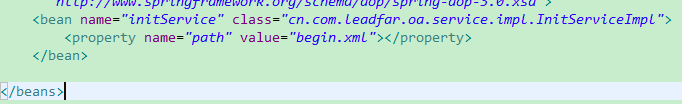 http://www.springframework.org/schema/aop/spring-aop-3.0.xsd">
<bean name="initService" class="cn.com.leadfar.oa.service.impl.InitServiceImpl">
<property name="path" value="begin.xml"></property>
</bean>
</beans>